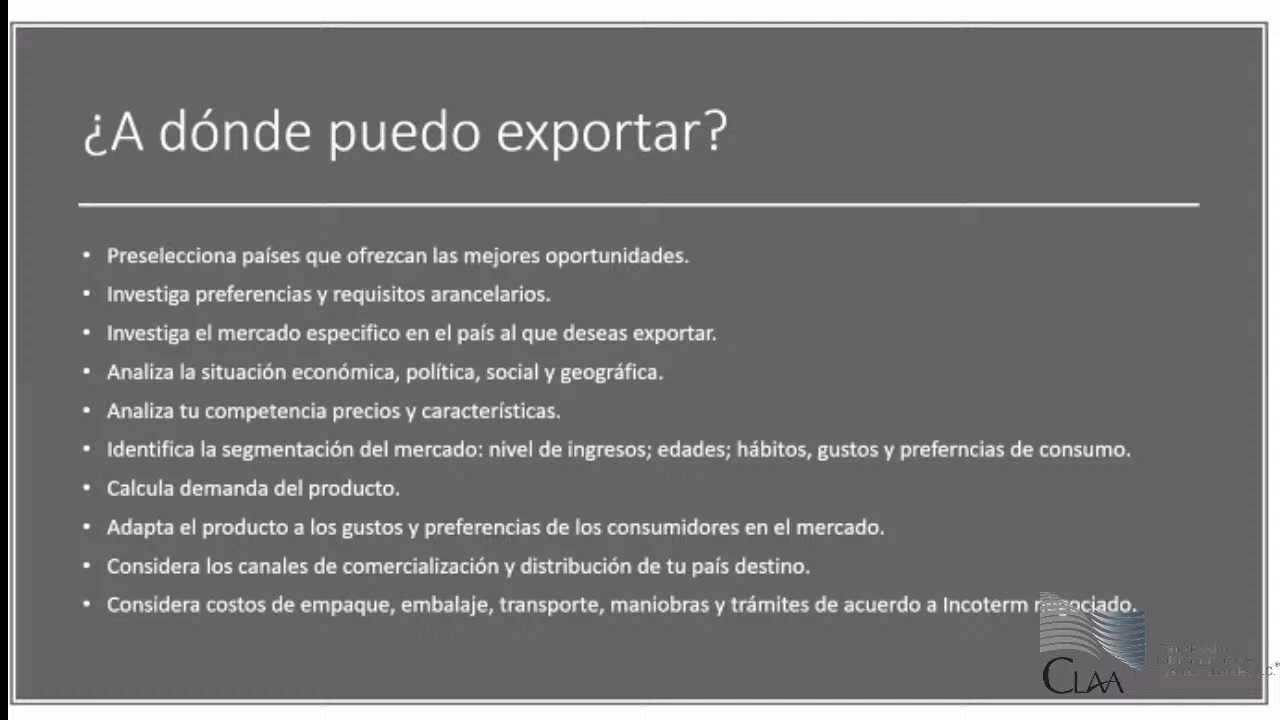 ¿A dónde puedo exportar?
• Preselecciona países que ofrezcan las mejores oportunidades.
• Investiga preferencias y requisitos arancelarios.
• Investiga el mercado especifico en el país al que deseas exportar.
• Analiza la situación económica, política, social y geográfica.
• Analiza tu competencia precios y características.
• Identifica la segmentación del mercado: nivel de ingresos; edades; hábitos, gustos y preferncias de consumo.
• Calcula demanda del producto.
• Adapta el producto a los gustos y preferencias de los consumidores en el mercado.
• Considera los canales de comercialización y distribución de tu país destino.
• Considera costos de empaque, embalaje, transporte, maniobras y trámites de acuerdo a Incoterm negociado.
CLAA